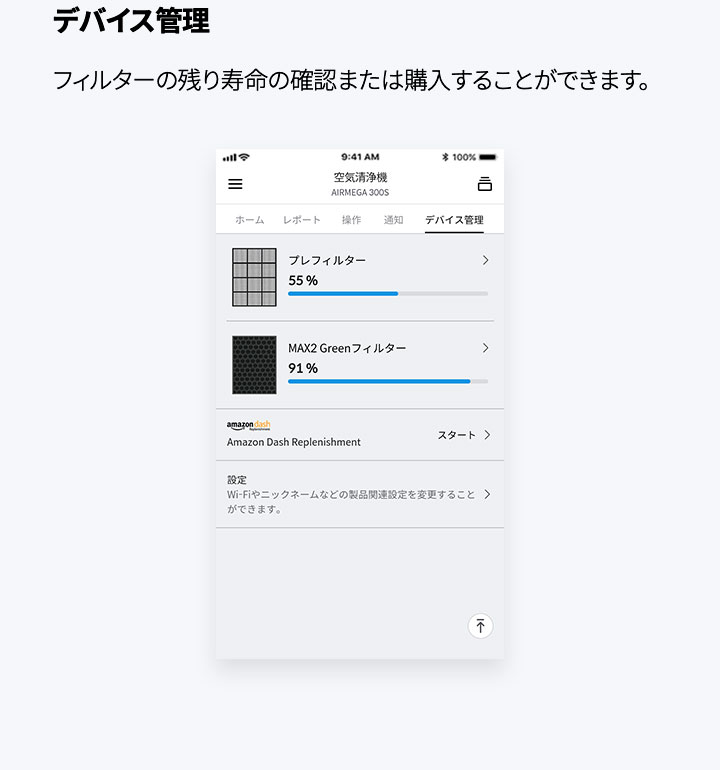 デバイス管理
フィルターの残り寿命の確認または購入することができます。
9:41 AM
100%
空気清浄機
AIRMEGA 300S
ホーム レポート 操作 通知 デバイス管理
プレフィルター
55 %
MAX2 Greenフィルター
91 %
amazon dash
Replenishment
Amazon Dash Replenishment
スタート
設定
Wi-Fiやニックネームなどの製品関連設定を変更すること
ができます。